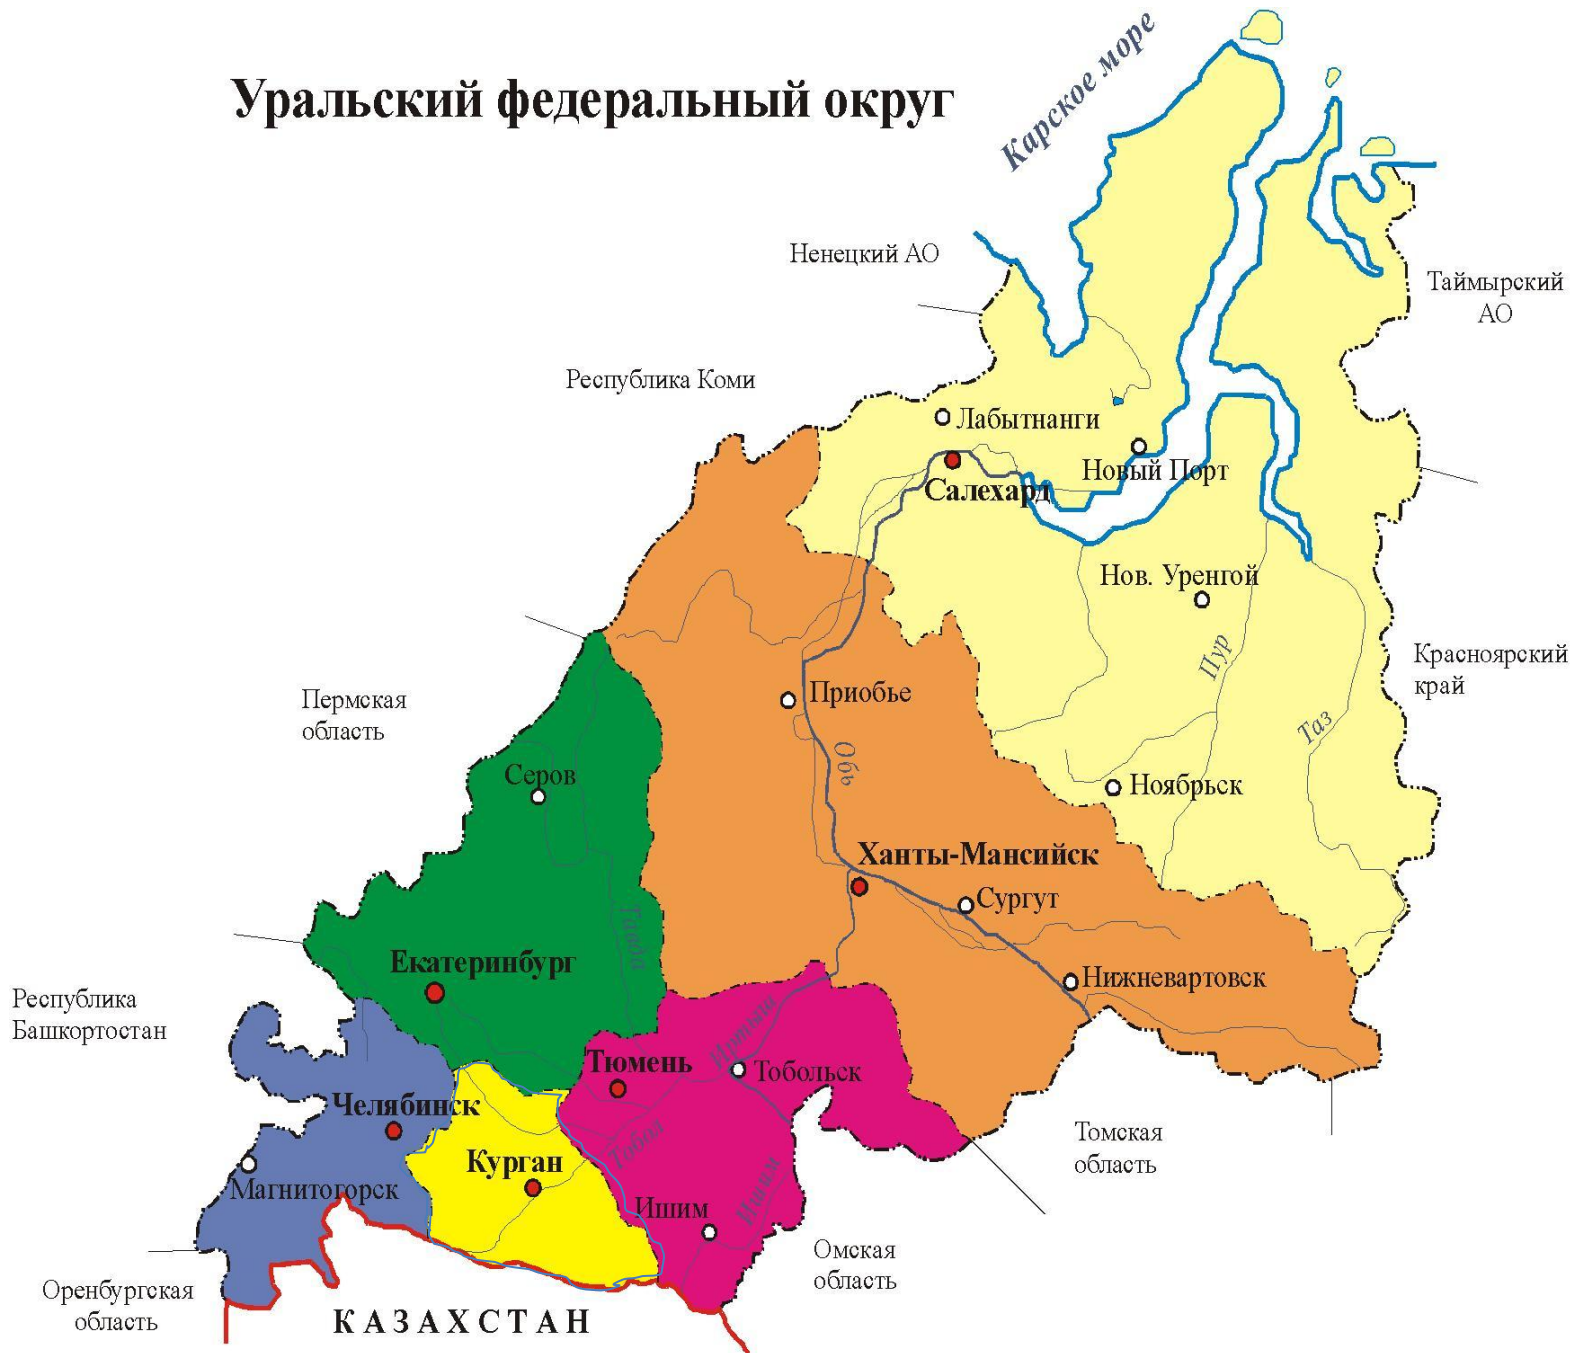 Уральский федеральный округ
Карское море
Ненецкий АО
Таймырский
АО
Республика Коми
Лабытнанги
Новый Порт
Салехард
Нов. Уренгой
Пур
Красноярский
край
Таз
Пермская
область
Приобье
Обь
Серов
Ноябрьск
Ханты-Мансийск
Сургут
Тавда
Екатеринбург
Нижневартовск
Республика
Башкортостан
Иртыш
Тюмень
Тобольск
Челябинск
Тобол
Томская
область
Курган
Магнитогорск
Ишим
Ишим
Омская
область
Оренбургская
область
КАЗАХСТАН